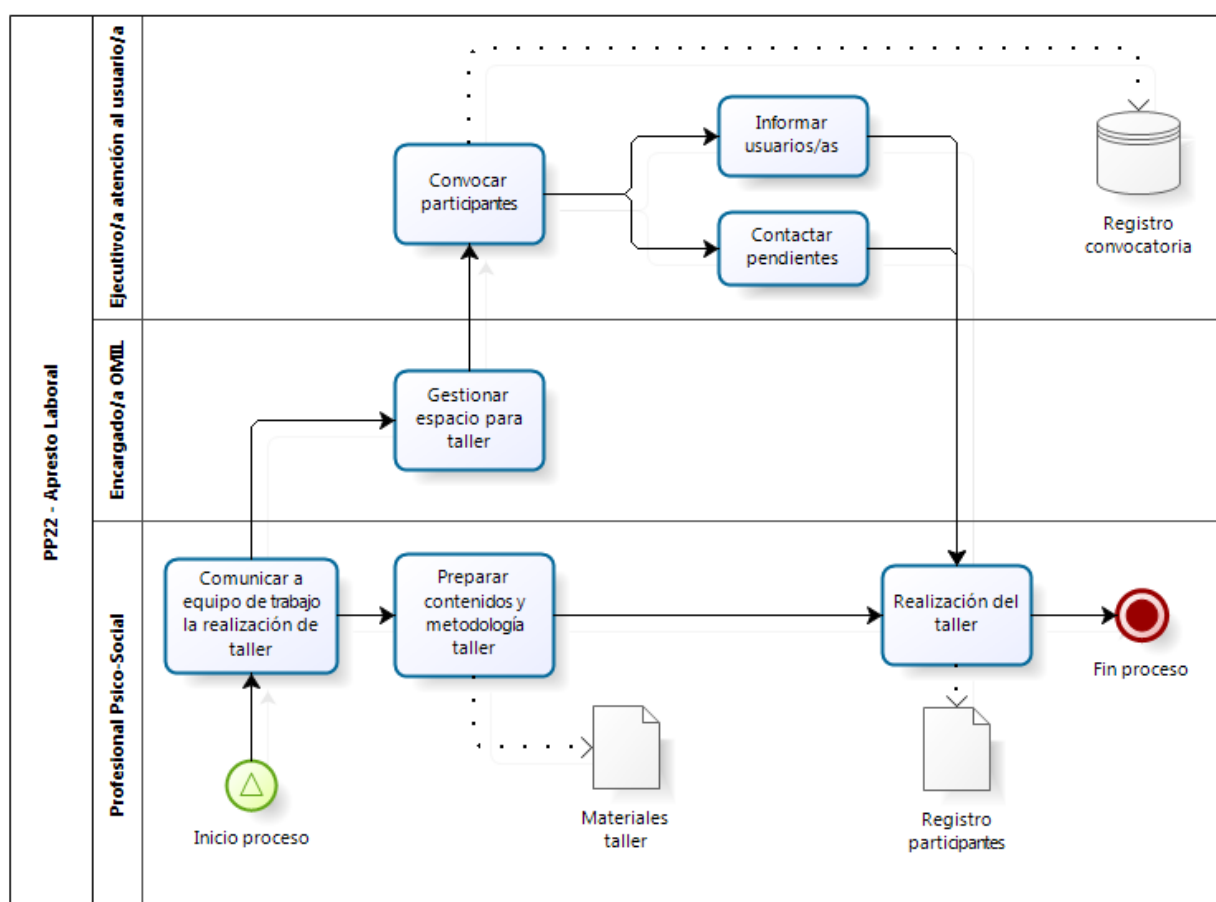 PP22 - Apresto Laboral
Ejecutivo/a atención al usuario/a
Convocar
participantes
Informar
usuarios/as
Contactar
pendientes
Registro
convocatoria
Encargado/a OMIL
Gestionar
espacio para
taller
Profesional Psico-Social
Comunicar a
equipo de trabajo
la realización de
taller
Preparar
contenidos y
metodología
taller
Realización del
taller
Fin proceso
Inicio proceso
Materiales
taller
Registro
participantes